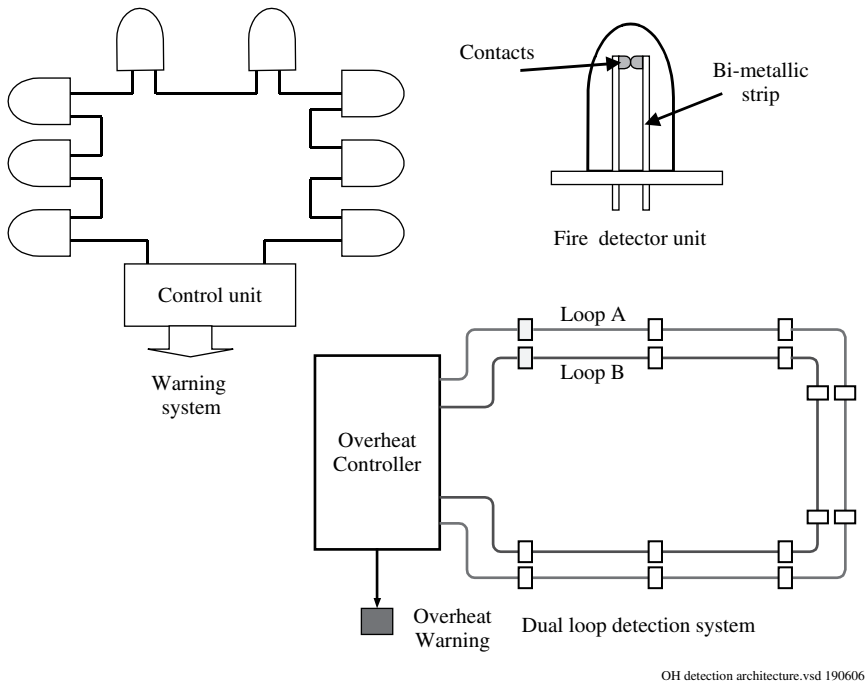 Contacts
Bi-metallic
strip
Fire detector unit
Control unit
Warning
system
Loop A
Loop B
Overheat
Controller
Overheat
Warning
Dual loop detection system
OH detection architecture.vsd 190606